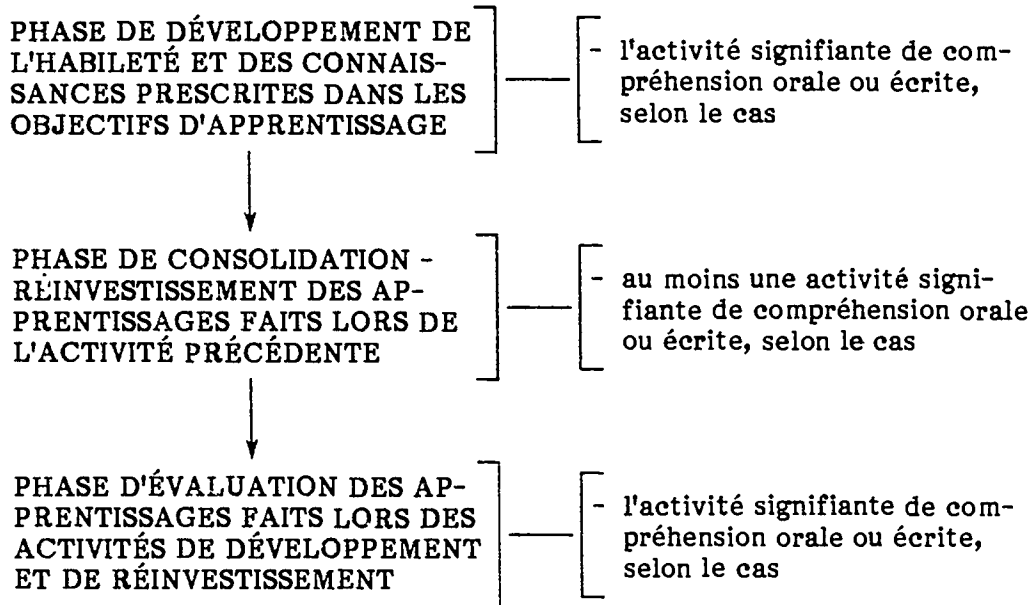 PHASE DE DÉVELOPPEMENT DE
L'HABILETÉ ET DES CONNAIS-
SANCES PRESCRITES DANS LES
OBJECTIFS D'APPRENTISSAGE
- l'activité signifiante de com-
préhension orale ou écrite,
selon le cas
PHASE DE CONSOLIDATION -
RÉINVESTISSEMENT DES AP-
PRENTISSAGES FAITS LORS DE
L'ACTIVITÉ PRÉCÉDENTE
- au moins une activité signi-
fiante de compréhension orale
ou écrite, selon le cas
PHASE D'ÉVALUATION DES AP-
PRENTISSAGES FAITS LORS DES
ACTIVITÉS DE DÉVELOPPEMENT
ET DE RÉINVESTISSEMENT
- l'activité signifiante de com-
préhension orale ou écrite,
selon le cas